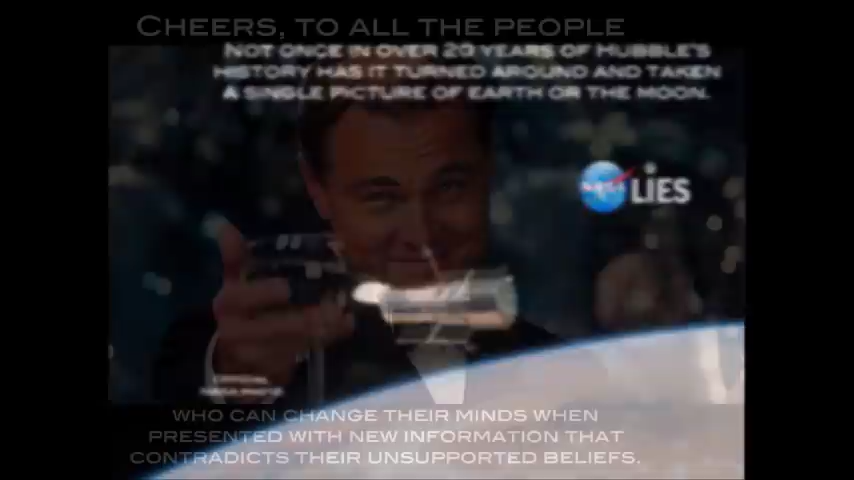 CHEERS, TO ALL THE PEOPLE
NOT ONCE IN OVER 20 YEARS OF HUBBLE'S
HISTORY HAS IT TURNED AROUND AND TAKEN
A SINGLE PICTURE OF EARTH OR THE MOON.
NASA LIES
WHO CAN CHANGE THEIR MINDS WHEN
PRESENTED WITH NEW INFORMATION THAT
CONTRADICTS THEIR UNSUPPORTED BELIEFS.